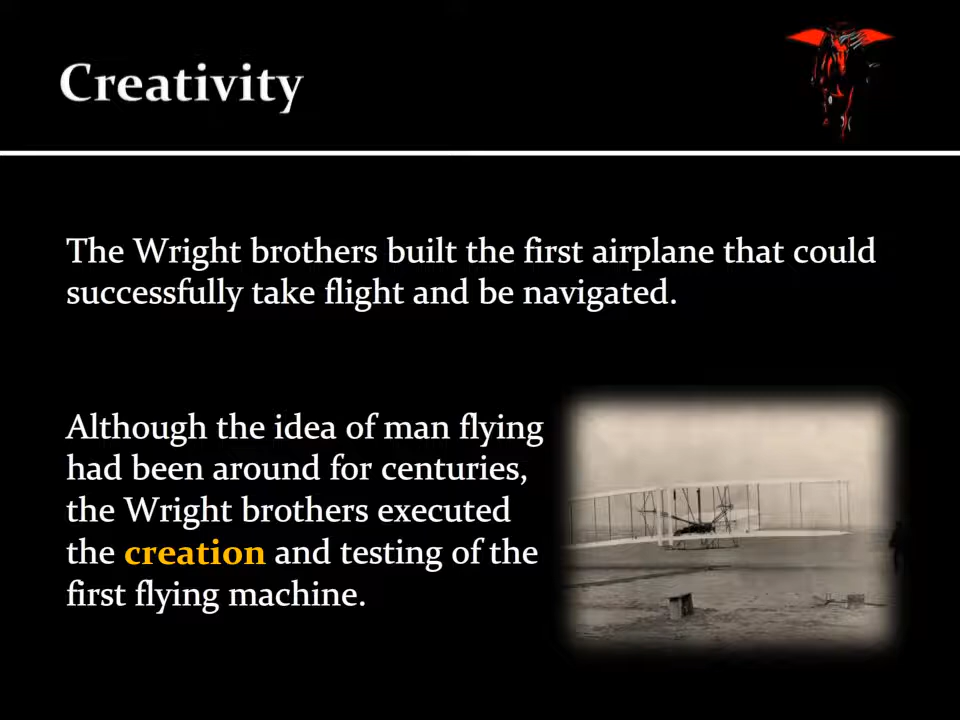 Creativity
The Wright brothers built the first airplane that could
successfully take flight and be navigated.
Although the idea of man flying
had been around for centuries,
the Wright brothers executed
the creation and testing of the
first flying machine.